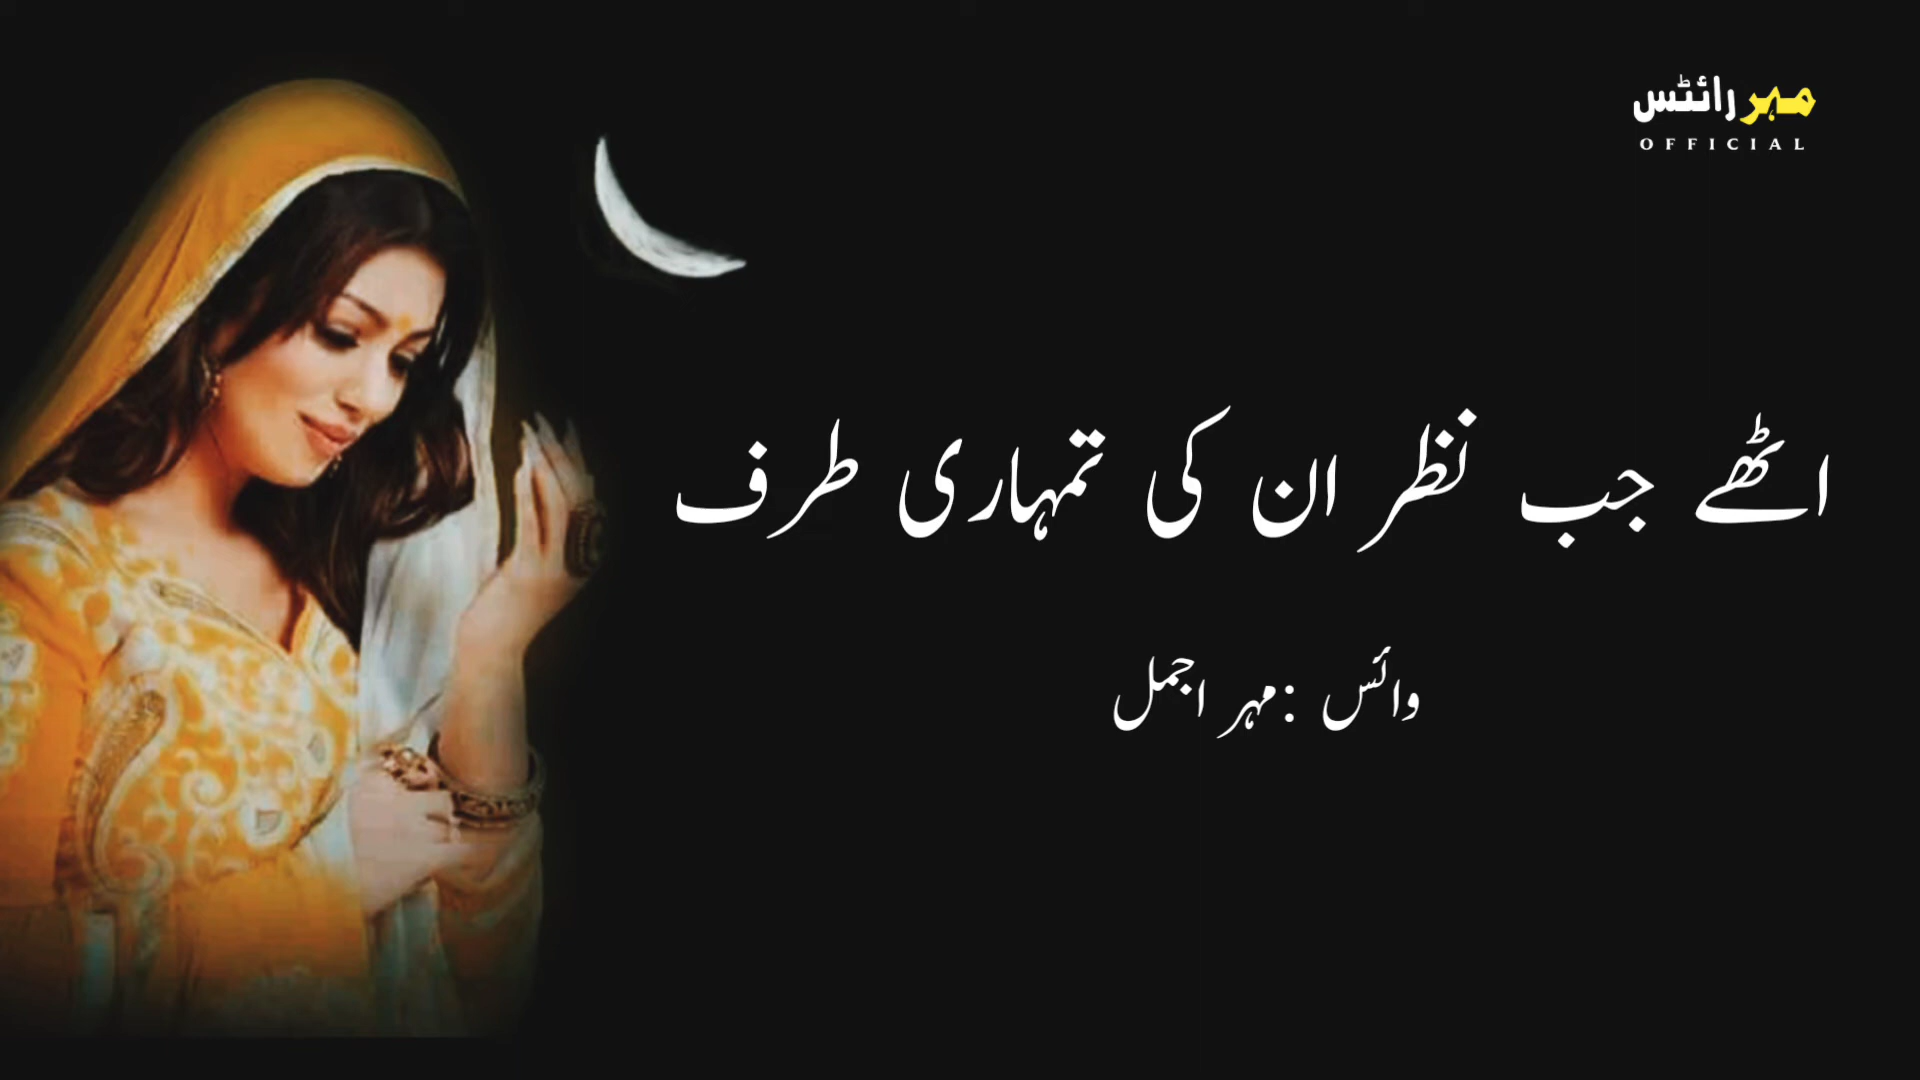 مہر رائٹس
OFFICIAL
اٹھے جب نظر ان کی تمہاری طرف
وائس :مہر اجمل